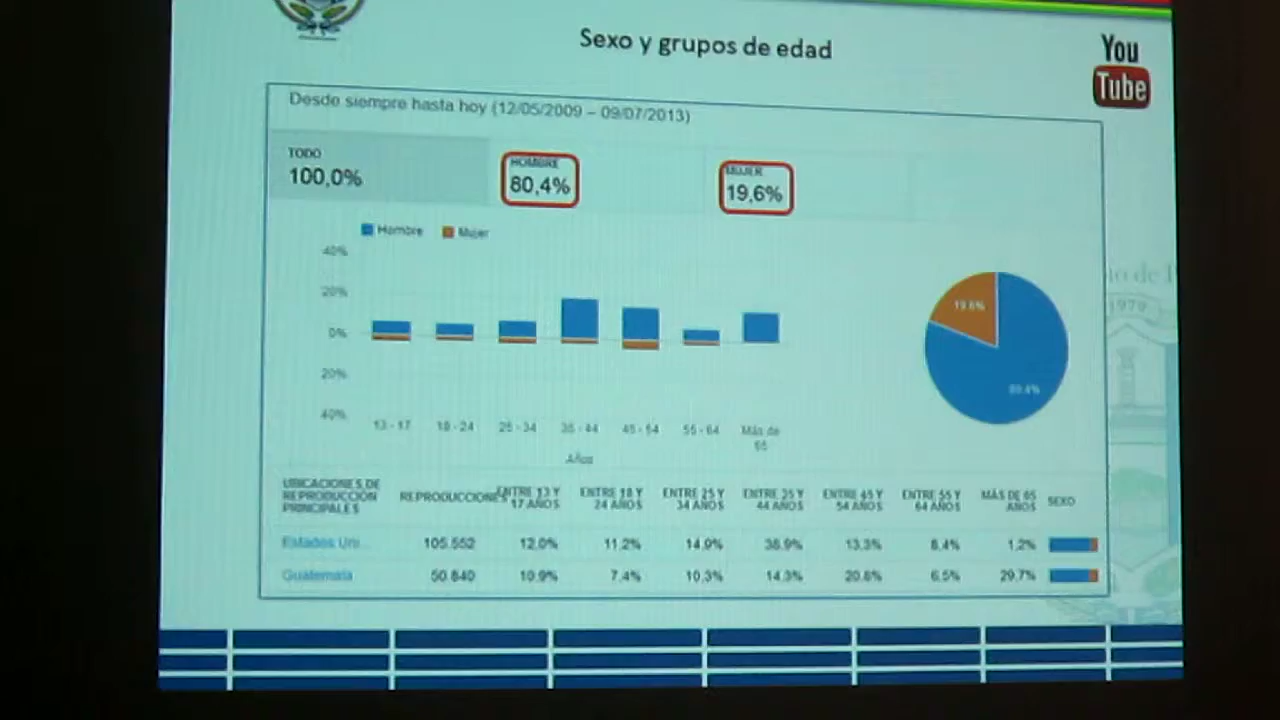 Sexo y grupos de edad
You
Tube
Desde siempre hasta hoy (12/05/2009 – 09/07/2013)
TODO
100,0%
HOMBRE
80,4%
MUJER
19,6%
Hombre
Mujer
40%
20%
0%
20%
40%
13 - 17
18 - 24
25 - 34
35 - 44
45 - 54
55 - 64
Más de
65
Años
19.6%
80.4%
1979
UBICACIONES DE
REPRODUCCIÓN
PRINCIPALES
REPRODUCCIONES
ENTRE 13 Y
17 AÑOS
ENTRE 18 Y
24 AÑOS
ENTRE 25 Y
34 AÑOS
ENTRE 35 Y
44 AÑOS
ENTRE 45 Y
54 AÑOS
ENTRE 55 Y
64 AÑOS
MÁS DE 65
AÑOS
SEXO
Estados Uni... 105.552 12.0% 11.2% 14.9% 38.9% 13.3% 8.4% 1,2%
Guatemala 50.840 10.9% 7.4% 10,3% 14.3% 20.8% 6.5% 29.7%